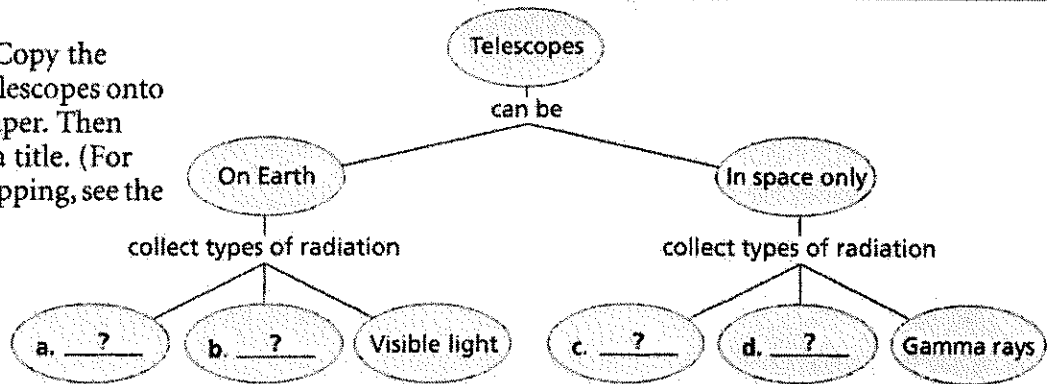 Copy the
lescopes onto
per. Then
a title. (For
pping, see the
Telescopes
can be
On Earth
In space only
collect types of radiation
collect types of radiation
a. ?
b. ?
Visible light
c. ?
d. ?
Gamma rays